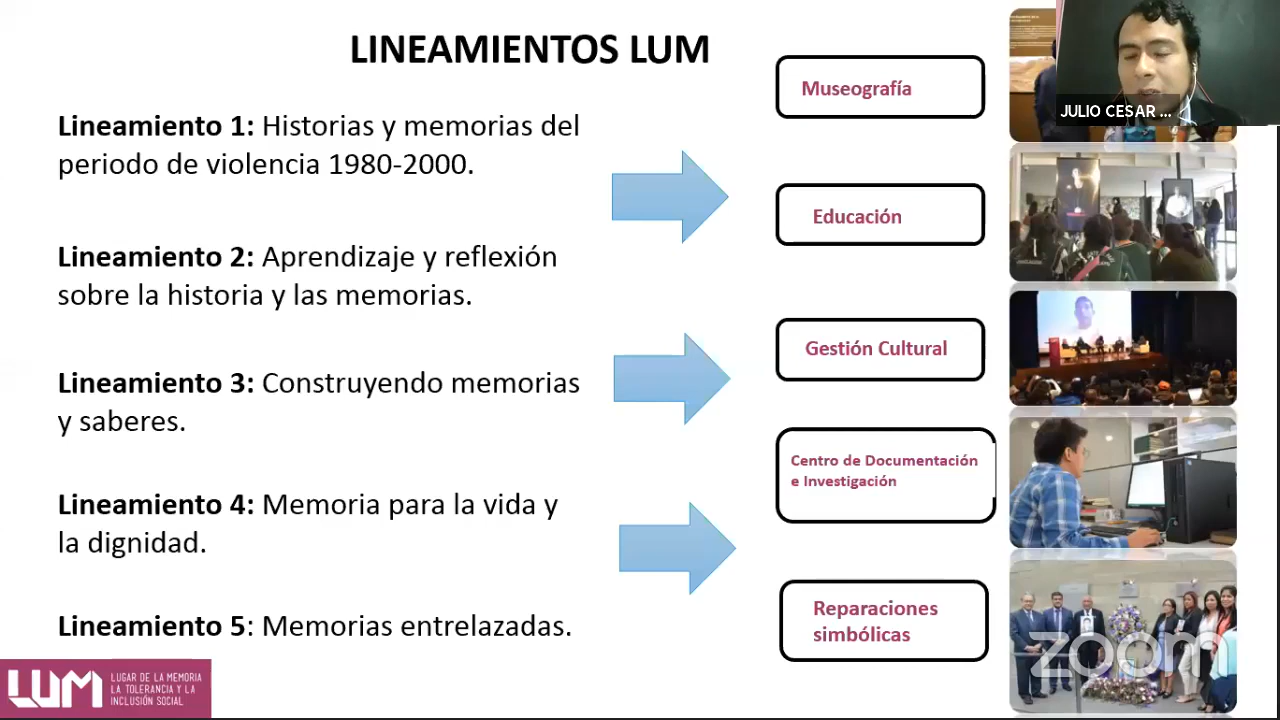 LINEAMIENTOS LUM
Lineamiento 1: Historias y memorias del
periodo de violencia 1980-2000.
Lineamiento 2: Aprendizaje y reflexión
sobre la historia y las memorias.
Lineamiento 3: Construyendo memorias
y saberes.
Lineamiento 4: Memoria para la vida y
la dignidad.
Lineamiento 5: Memorias entrelazadas.
Museografía
Educación
Gestión Cultural
Centro de Documentación
e Investigación
Reparaciones
simbólicas
JULIO CESAR ...
LUM
LUGAR DE LA MEMORIA
LA TOLERANCIA Y LA
INCLUSIÓN SOCIAL
zoom